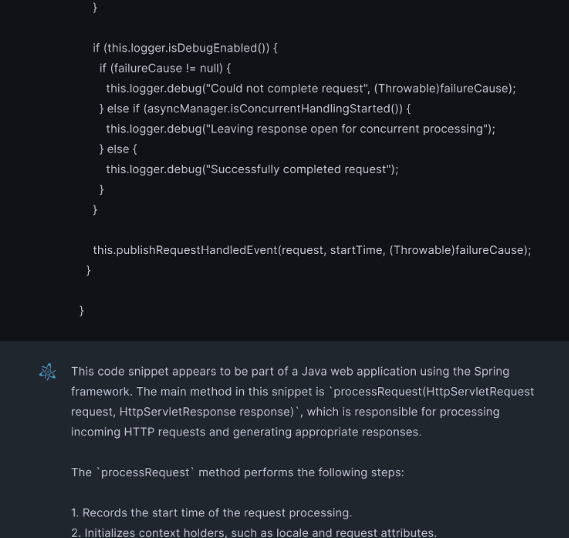 }
if (this.logger.isDebugEnabled()) {
if (failureCause != null) {
this.logger.debug("Could not complete request", (Throwable)failureCause);
} else if (asyncManager.isConcurrentHandlingStarted()) {
this.logger.debug("Leaving response open for concurrent processing");
} else {
this.logger.debug("Successfully completed request");
}
}
this.publishRequestHandledEvent(request, startTime, (Throwable)failureCause);
}
}
This code snippet appears to be part of a Java web application using the Spring
framework. The main method in this snippet is `processRequest(HttpServletRequest
request, HttpServletResponse response)`, which is responsible for processing
incoming HTTP requests and generating appropriate responses.
The `processRequest` method performs the following steps:
1. Records the start time of the request processing.
2. Initializes context holders, such as locale and request attributes.